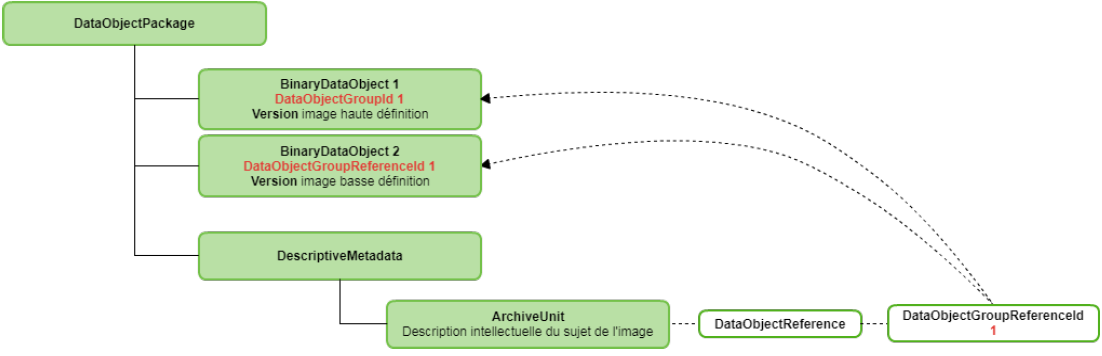 DataObjectPackage
BinaryDataObject 1
DataObjectGroupId 1
Version image haute définition
BinaryDataObject 2
DataObjectGroupReferenceId 1
Version image basse définition
DescriptiveMetadata
ArchiveUnit
Description intellectuelle du sujet de l'image
DataObjectReference
DataObjectGroupReferenceId
1